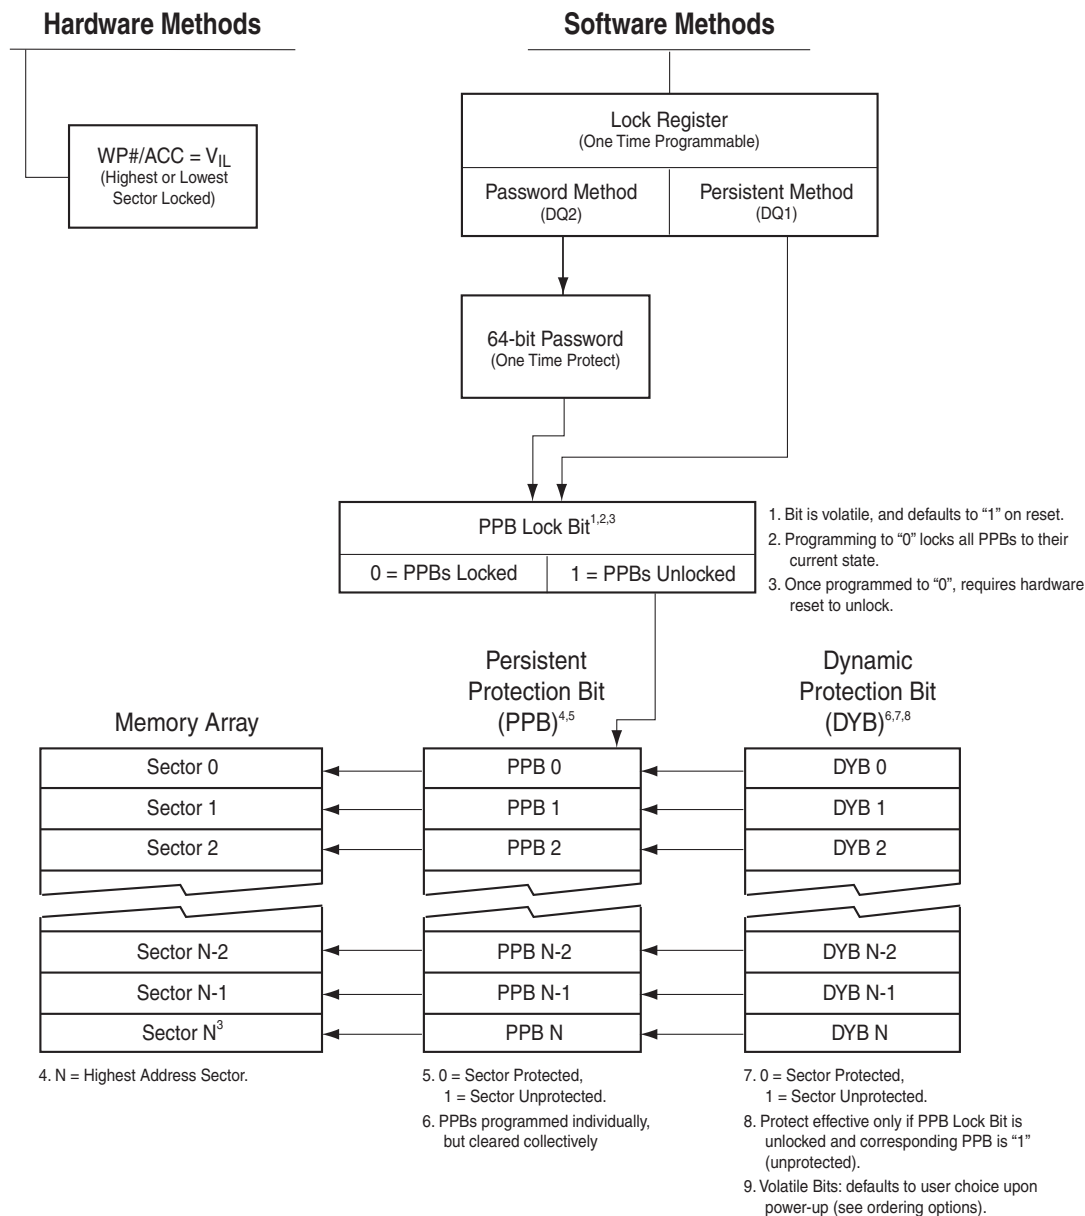 Hardware Methods
Software Methods
WP#/ACC = VIL
(Highest or Lowest
Sector Locked)
Lock Register
(One Time Programmable)
Password Method
(DQ2)
Persistent Method
(DQ1)
64-bit Password
(One Time Protect)
PPB Lock Bit1,2,3
0 = PPBs Locked
1 = PPBs Unlocked
1. Bit is volatile, and defaults to “1” on reset.
2. Programming to “0” locks all PPBs to their
current state.
3. Once programmed to “0”, requires hardware
reset to unlock.
Memory Array
Persistent
Protection Bit
(PPB)4,5
Dynamic
Protection Bit
(DYB)6,7,8
Sector 0
PPB 0
DYB 0
Sector 1
PPB 1
DYB 1
Sector 2
PPB 2
DYB 2
Sector N-2
PPB N-2
DYB N-2
Sector N-1
PPB N-1
DYB N-1
Sector N3
PPB N
DYB N
4. N = Highest Address Sector.
5. 0 = Sector Protected,
1 = Sector Unprotected.
6. PPBs programmed individually,
but cleared collectively
7. 0 = Sector Protected,
1 = Sector Unprotected.
8. Protect effective only if PPB Lock Bit is
unlocked and corresponding PPB is “1”
(unprotected).
9. Volatile Bits: defaults to user choice upon
power-up (see ordering options).